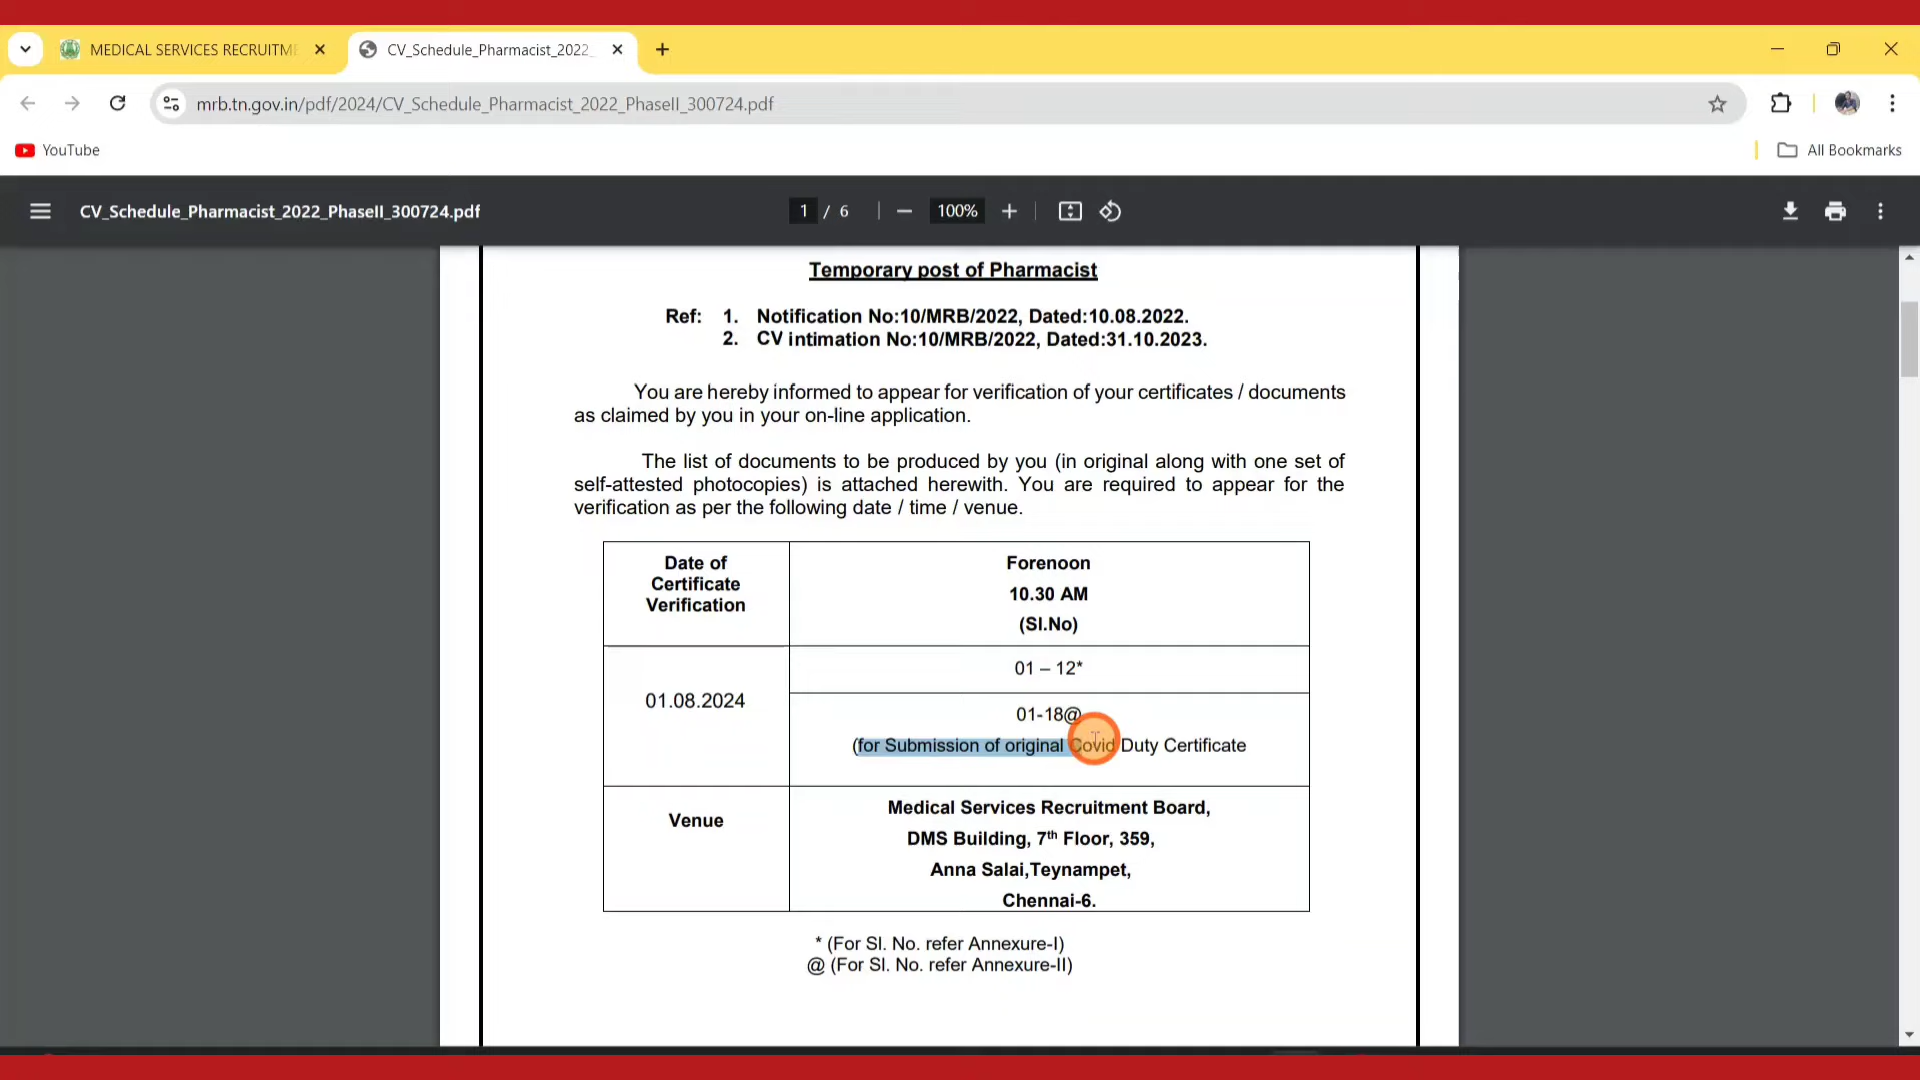 MEDICAL SERVICES RECRUITME
CV_Schedule_Pharmacist_2022_
mrb.tn.gov.in/pdf/2024/CV_Schedule_Pharmacist_2022_PhaseII_300724.pdf
YouTube
All Bookmarks
CV_Schedule_Pharmacist_2022_PhaseII_300724.pdf
1 / 6
100%
Temporary post of Pharmacist
Ref: 1. Notification No:10/MRB/2022, Dated:10.08.2022.
2. CV intimation No:10/MRB/2022, Dated:31.10.2023.
You are hereby informed to appear for verification of your certificates / documents
as claimed by you in your on-line application.
The list of documents to be produced by you (in original along with one set of
self-attested photocopies) is attached herewith. You are required to appear for the
verification as per the following date / time / venue.
Date of
Certificate
Verification
Forenoon
10.30 AM
(Sl.No)
01.08.2024
01 – 12*
01-18@
(for Submission of original Covid Duty Certificate
Venue
Medical Services Recruitment Board,
DMS Building, 7th Floor, 359,
Anna Salai,Teynampet,
Chennai-6.
* (For Sl. No. refer Annexure-I)
@ (For Sl. No. refer Annexure-II)